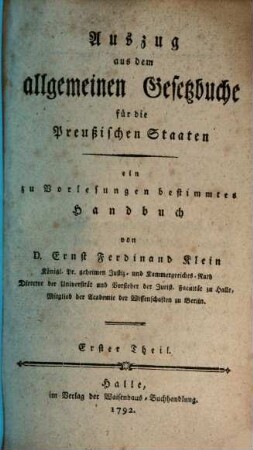 Auszug
aus dem
allgemeinen Gesetzbuche
für die
Preußischen Staaten
ein
zu Vorlesungen bestimmtes
Handbuch
von
D. Ernst Ferdinand Klein
Königl. Pr. geheimen Justiz- und Kammergerichts-Rath
Director der Universität und Vorsteher der Jurist. Facultät zu Halle,
Mitglied der Academie der Wissenschaften zu Berlin.
Erster Theil.
Halle,
im Verlag der Waisenhaus-Buchhandlung.
1792.